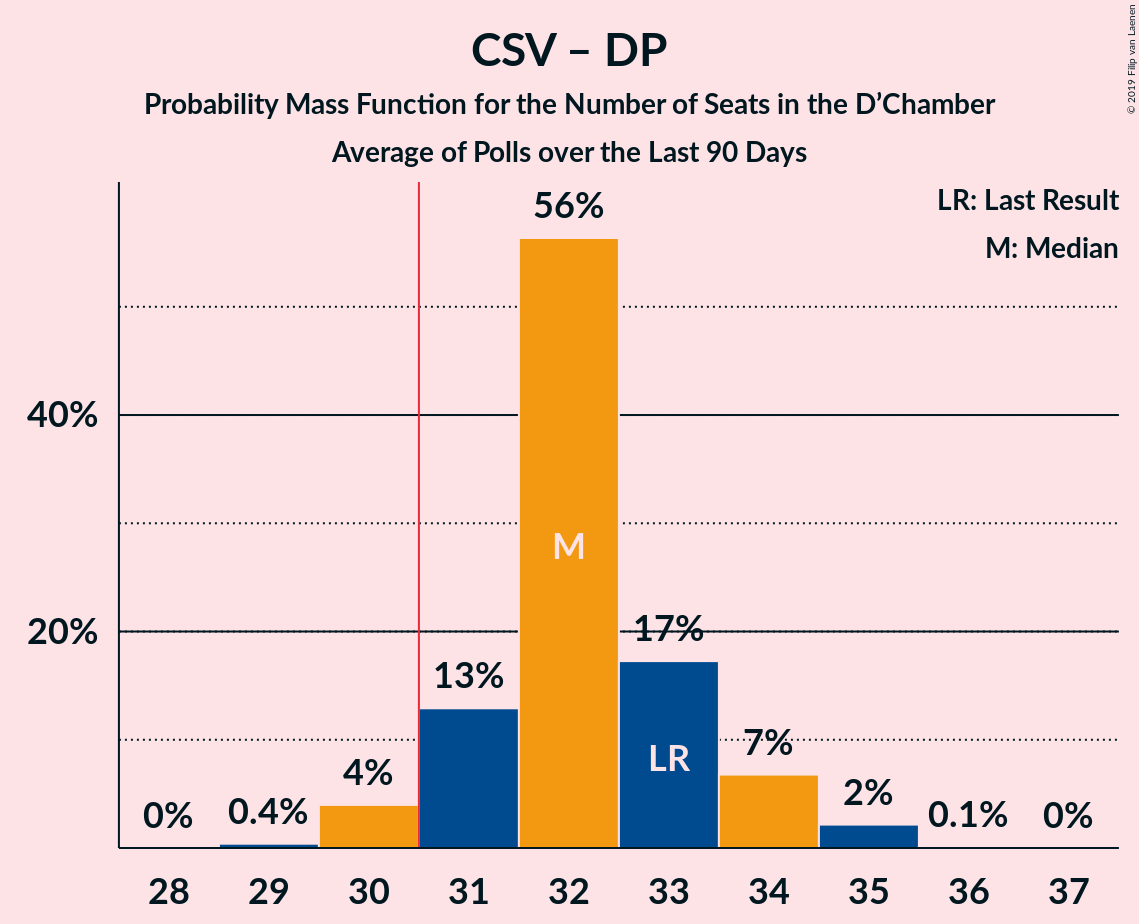 CSV – DP
Probability Mass Function for the Number of Seats in the D’Chamber
Average of Polls over the Last 90 Days
© 2019 Filip van Laenen
LR: Last Result
M: Median
56%
40%
M
20%
17%
13%
LR
7%
4%
2%
0%
0.4%
0.1%
0%
28 29 30 31 32 33 34 35 36 37